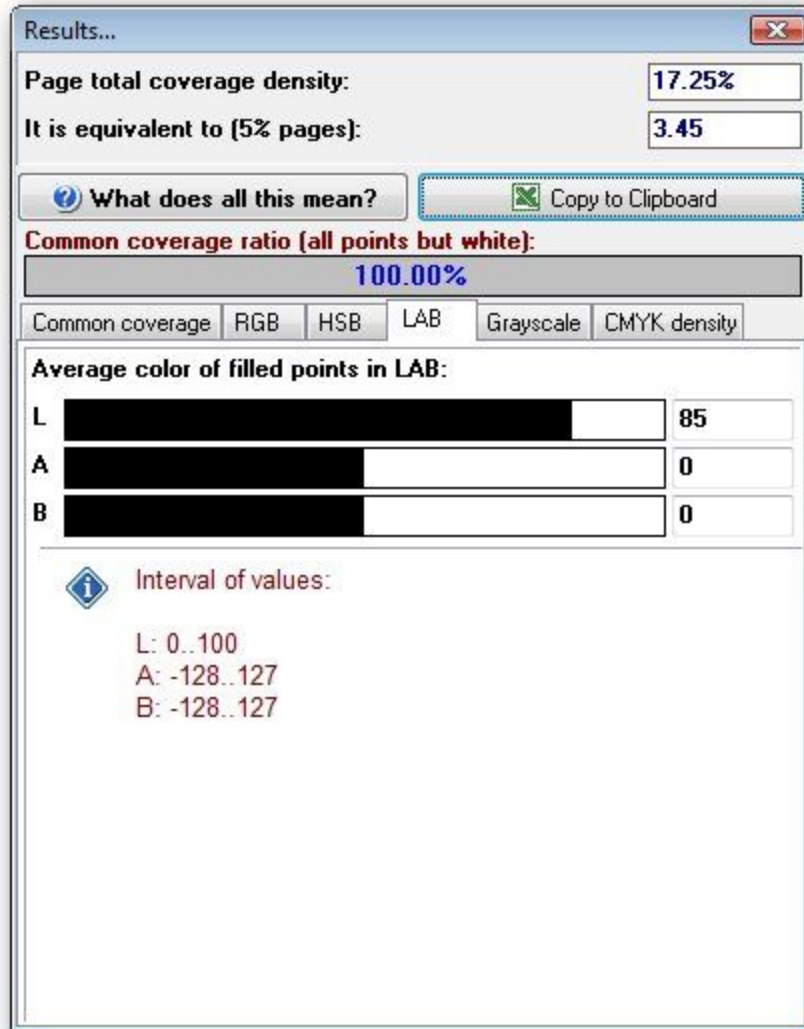 Results...
Page total coverage density: 17.25%
It is equivalent to (5% pages): 3.45
What does all this mean? Copy to Clipboard
Common coverage ratio (all points but white):
100.00%
Common coverage RGB HSB LAB Grayscale CMYK density
Average color of filled points in LAB:
L 85
A 0
B 0
Interval of values:
L: 0..100
A: -128..127
B: -128..127